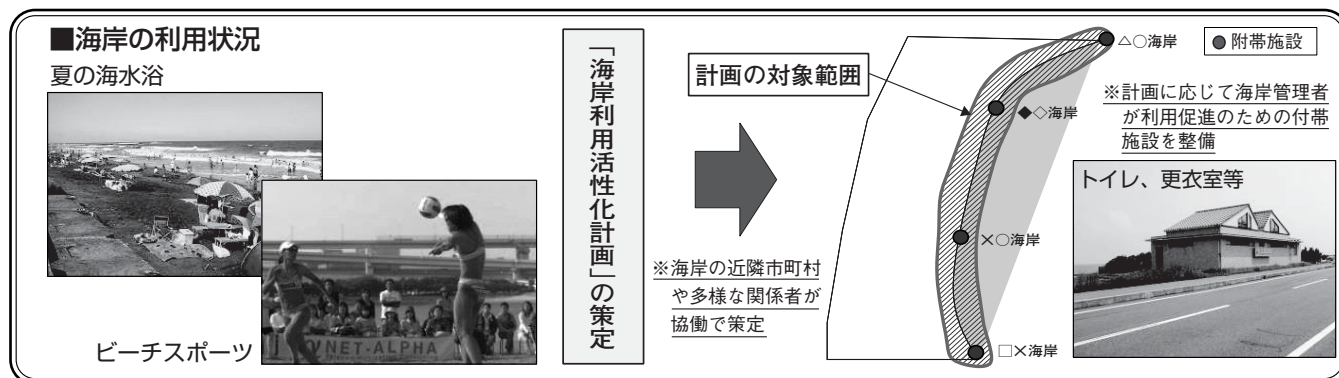 ■海岸の利用状況
夏の海水浴
ビーチスポーツ
NET-ALPHA
「海岸利用活性化計画」の策定
※海岸の近隣市町村
や多様な関係者が
協働で策定
計画の対象範囲
△○海岸
◆◇海岸
×○海岸
□×海岸
●附帯施設
※計画に応じて海岸管理者
が利用促進のための付帯
施設を整備
トイレ、更衣室等